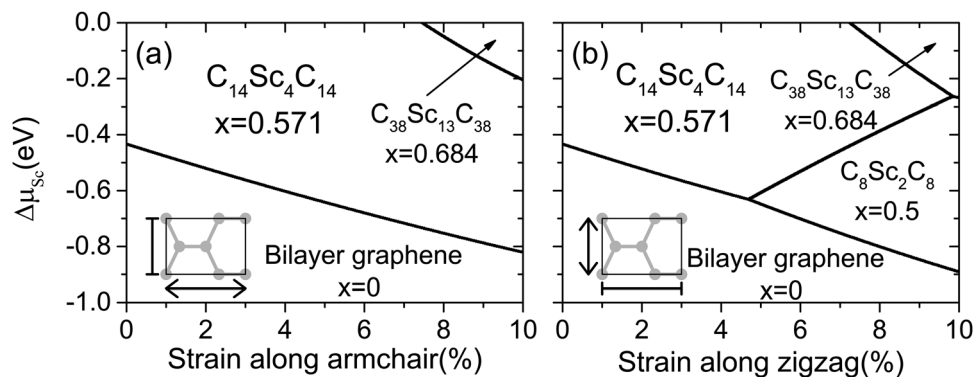 (a)
C₁₄Sc₄C₁₄
x=0.571
C₃₈Sc₁₃C₃₈
x=0.684
Bilayer graphene
x=0
0.0
-0.2
-0.4
-0.6
-0.8
-1.0
Δμ_Sc(eV)
0 2 4 6 8 10
Strain along armchair(%)
(b)
C₁₄Sc₄C₁₄
x=0.571
C₃₈Sc₁₃C₃₈
x=0.684
C₈Sc₂C₈
x=0.5
Bilayer graphene
x=0
0 2 4 6 8 10
Strain along zigzag(%)